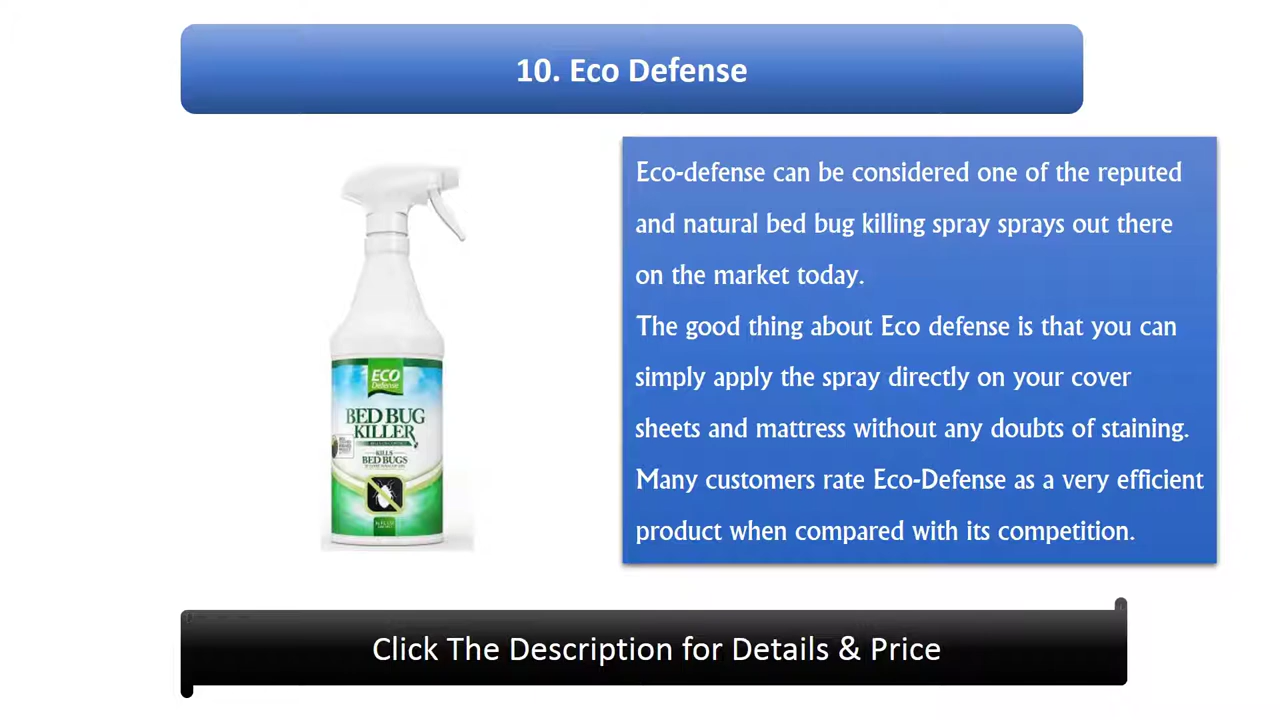 10. Eco Defense
Eco-defense can be considered one of the reputed
and natural bed bug killing spray sprays out there
on the market today.
The good thing about Eco defense is that you can
simply apply the spray directly on your cover
sheets and mattress without any doubts of staining.
Many customers rate Eco-Defense as a very efficient
product when compared with its competition.
ECO
Defense
BED BUG
KILLER
KILLS
BED BUGS
Click The Description for Details & Price